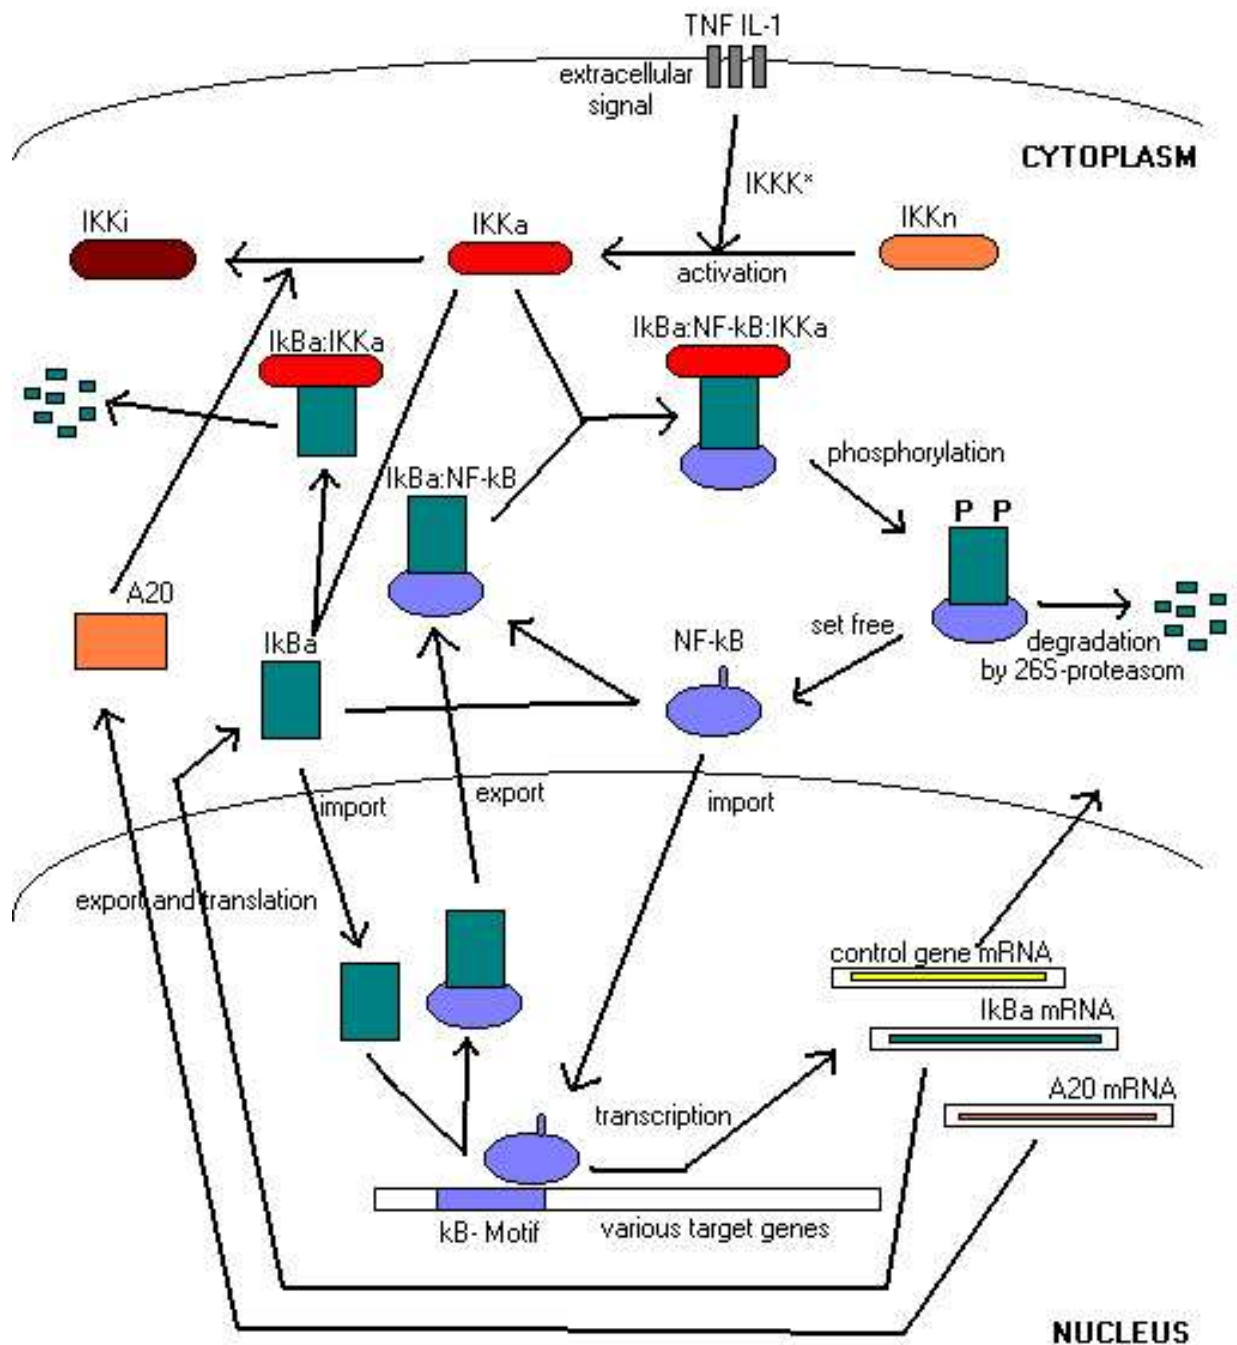 TNF IL-1
extracellular
signal
CYTOPLASM
IKKK*
IKKi
IKKa
IKKn
activation
IkBa:NF-kB:IKKa
IkBa:IKKa
phosphorylation
IkBa:NF-kB
P P
A20
IkBa
NF-kB
set free
degradation
by 26S-proteasom
import
export
import
export and translation
control gene mRNA
IkBa mRNA
A20 mRNA
transcription
kB- Motif
various target genes
NUCLEUS